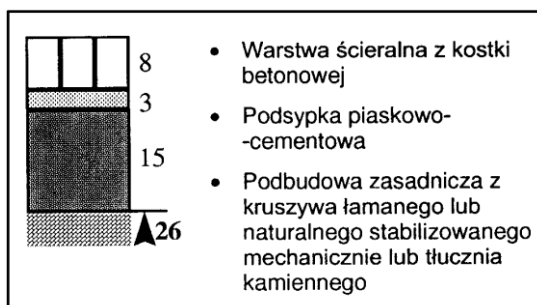 8
3
15
26
• Warstwa ścieralna z kostki
betonowej
• Podsypka piaskowo-
-cementowa
• Podbudowa zasadnicza z
kruszywa łamanego lub
naturalnego stabilizowanego
mechanicznie lub tłucznia
kamiennego